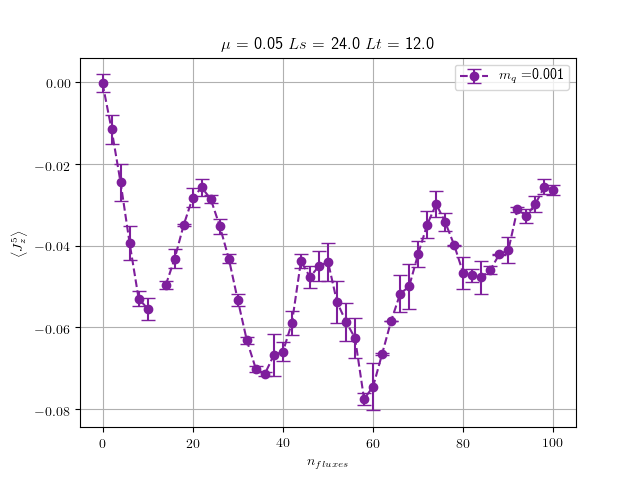 μ = 0.05 Ls = 24.0 Lt = 12.0
m_q =0.001
0.00
−0.02
−0.04
−0.06
−0.08
⟨J_z^5⟩
0 20 40 60 80 100
n_fluxes